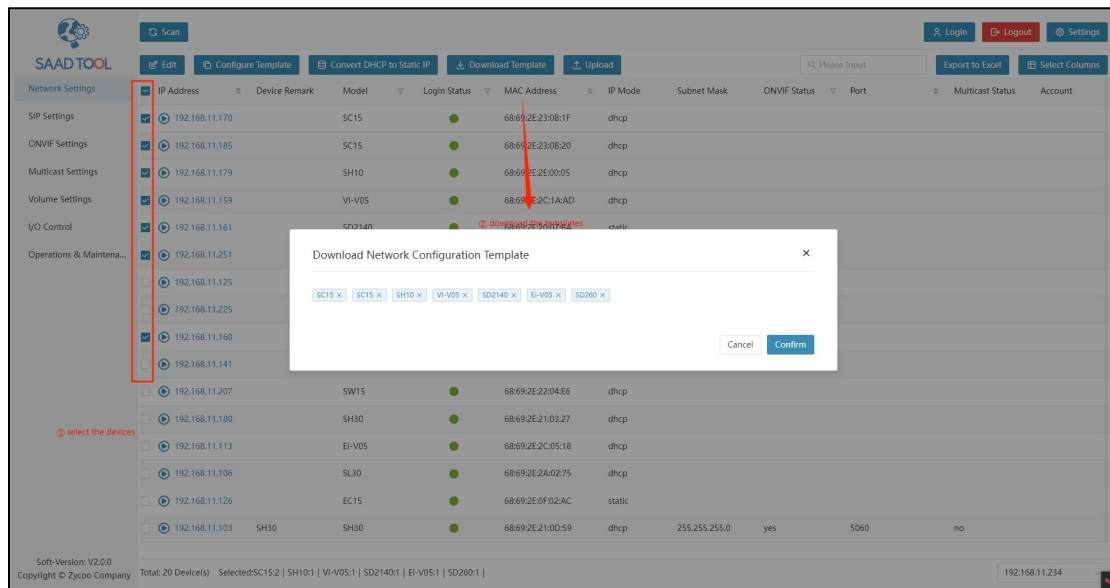 Scan
Login Logout Settings
SAAD TOOL
Edit Configure Template Convert DHCP to Static IP Download Template Upload Please Input Export to Excel Select Columns
Network Settings
SIP Settings
ONVIF Settings
Multicast Settings
Volume Settings
I/O Control
Operations & Maintena...
IP Address Device Remark Model Login Status MAC Address IP Mode Subnet Mask ONVIF Status Port Multicast Status Account
192.168.11.170 SC15 68:69:2E:23:0B:1F dhcp
192.168.11.185 SC15 68:69:2E:23:0B:20 dhcp
192.168.11.179 SH10 68:69:2E:2E:00:05 dhcp
192.168.11.159 VI-V05 68:69:2E:2C:1A:AD dhcp
② download the templates
192.168.11.161 SD2140 68:69:2E:20:07:BA static
192.168.11.251
192.168.11.125
192.168.11.225
192.168.11.160
192.168.11.141
Download Network Configuration Template
SC15 × SC15 × SH10 × VI-V05 × SD2140 × Ei-V05 × SD260 ×
Cancel Confirm
192.168.11.207 SW15 68:69:2E:22:04:E6 dhcp
192.168.11.180 SH30 68:69:2E:21:03:27 dhcp
① select the devices
192.168.11.113 Ei-V05 68:69:2E:2C:05:18 dhcp
192.168.11.106 SL30 68:69:2E:2A:02:75 dhcp
192.168.11.126 EC15 68:69:2E:0F:02:AC static
192.168.11.103 SH30 SH30 68:69:2E:21:0D:59 dhcp 255.255.255.0 yes 5060 no
Soft-Version: V2.0.0
Copyright © Zycoo Company
Total: 20 Device(s) Selected:SC15:2 | SH10:1 | VI-V05:1 | SD2140:1 | Ei-V05:1 | SD260:1 |
192.168.11.234